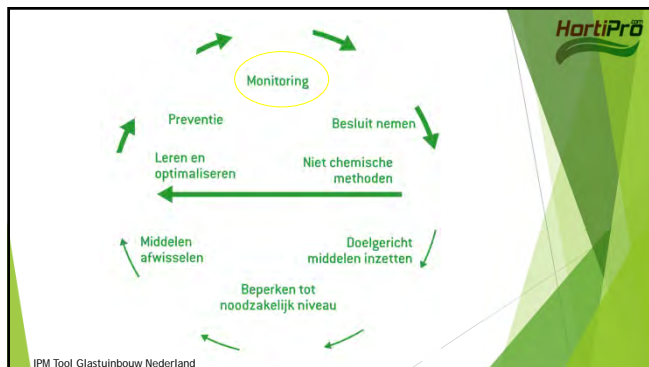 HortiPro.com
Monitoring
Preventie
Besluit nemen
Leren en
optimaliseren
Niet chemische
methoden
Middelen
afwisselen
Doelgericht
middelen inzetten
Beperken tot
noodzakelijk niveau
IPM Tool Glastuinbouw Nederland